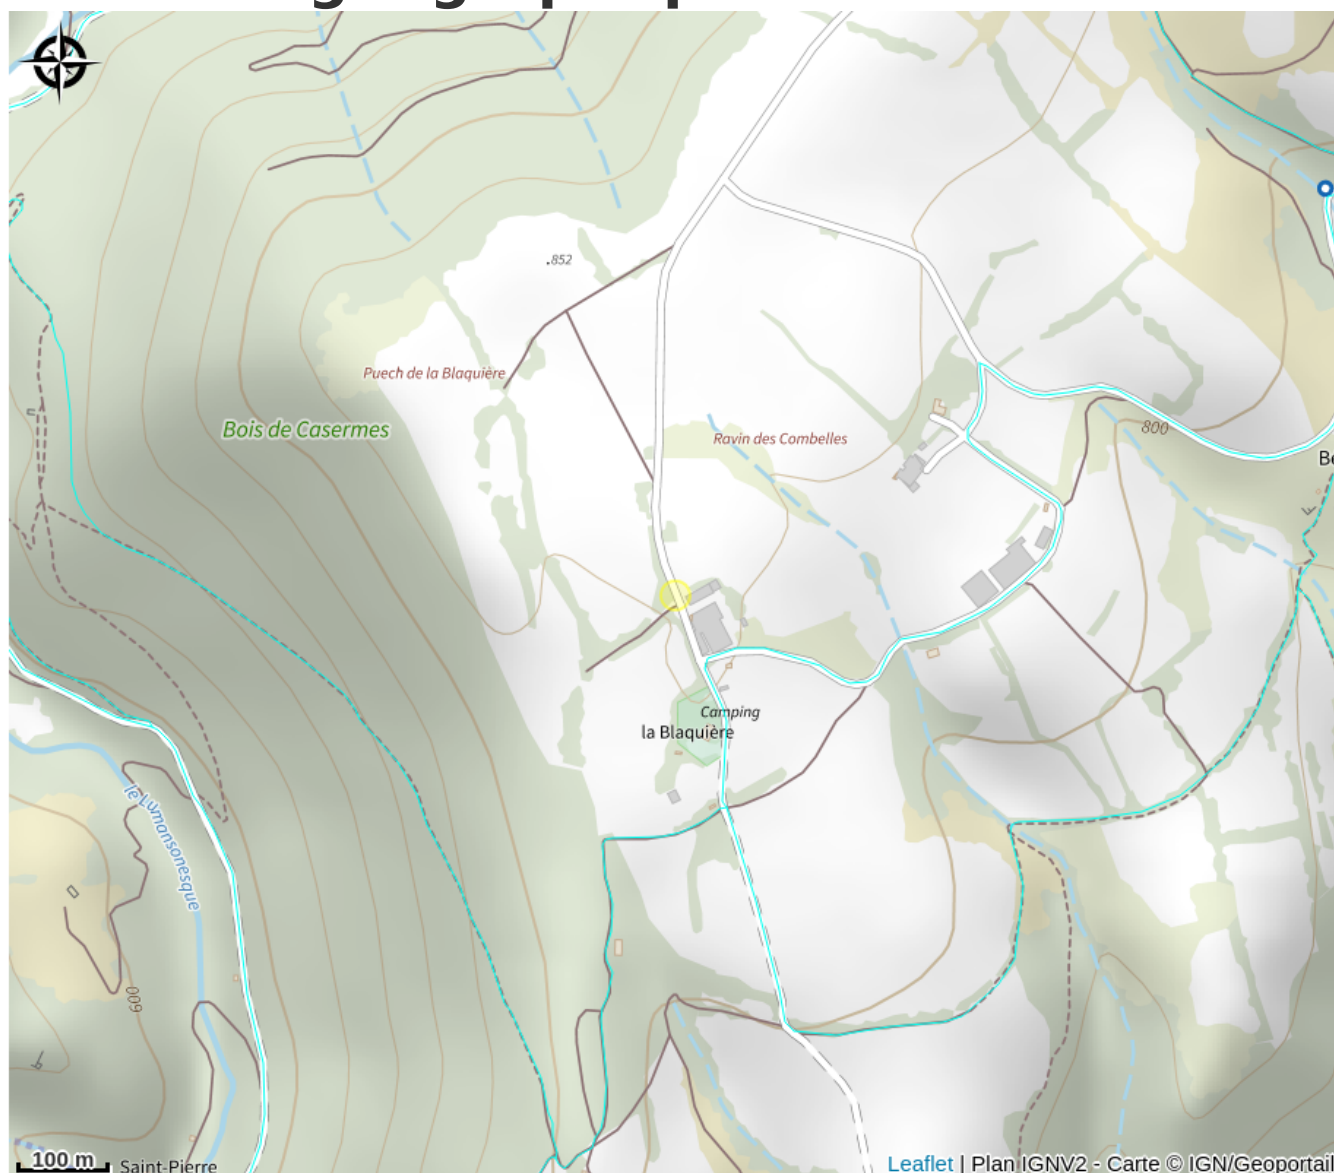 .852
Puech de la Blaquière
Bois de Casermes
Ravin des Combelles
800
Camping
la Blaquière
le Lumansonesque
600
100 m
Saint-Pierre
Leaflet | Plan IGNV2 - Carte © IGN/Geoportail